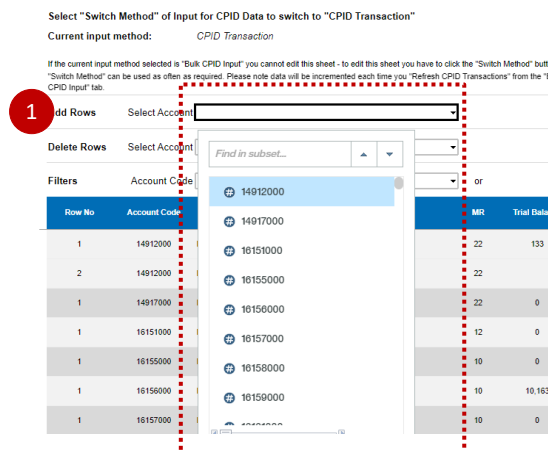 Select "Switch Method" of Input for CPID Data to switch to "CPID Transaction"
Current input method: CPID Transaction
If the current input method selected is "Bulk CPID Input" you cannot edit this sheet - to edit this sheet you have to click the "Switch Method"
"Switch Method" can be used as often as required. Please note data will be incremented each time you "Refresh CPID Transactions" from the
CPID Input" tab.
1
dd Rows Select Account
Delete Rows Select Account
Find in subset...
Filters Account Code or
14912000
Row No Account Code MR Trial
14917000
1 14912000 22 133
16151000
2 14912000 22
16155000
1 14917000 22 0
16156000
1 16151000 12 0
16157000
1 16155000 10 0
16158000
1 16156000 10 10,163
16159000
1 16157000 10 0